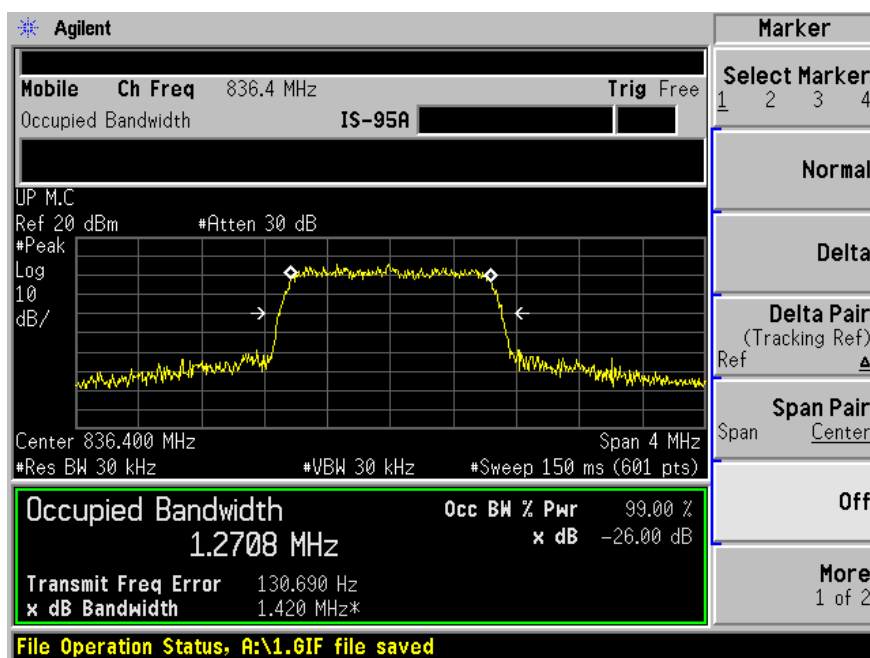 Agilent
Marker
Mobile Ch Freq 836.4 MHz Trig Free
Occupied Bandwidth IS-95A
UP M.C
Ref 20 dBm #Atten 30 dB
#Peak
Log
10
dB/
Center 836.400 MHz Span 4 MHz
#Res BW 30 kHz #VBW 30 kHz #Sweep 150 ms (601 pts)
Occupied Bandwidth Occ BW % Pwr 99.00 %
1.2708 MHz x dB -26.00 dB
Transmit Freq Error 130.690 Hz
x dB Bandwidth 1.420 MHz*
File Operation Status, A:\1.GIF file saved
Select Marker
1 2 3 4
Normal
Delta
Delta Pair
(Tracking Ref)
Ref Δ
Span Pair
Span Center
Off
More
1 of 2